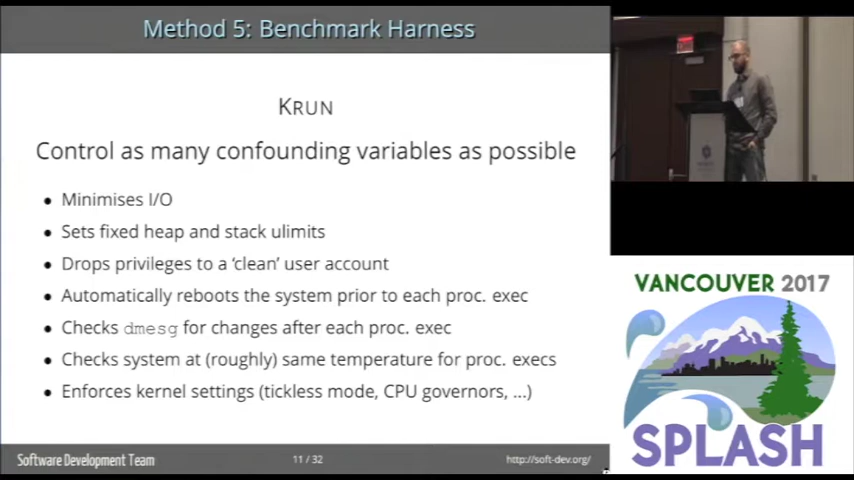 Method 5: Benchmark Harness
KRUN
Control as many confounding variables as possible
• Minimises I/O
• Sets fixed heap and stack ulimits
• Drops privileges to a ‘clean’ user account
• Automatically reboots the system prior to each proc. exec
• Checks dmesg for changes after each proc. exec
• Checks system at (roughly) same temperature for proc. execs
• Enforces kernel settings (tickless mode, CPU governors, ...)
Software Development Team
11 / 32
http://soft-dev.org/
VANCOUVER 2017
SPLASH